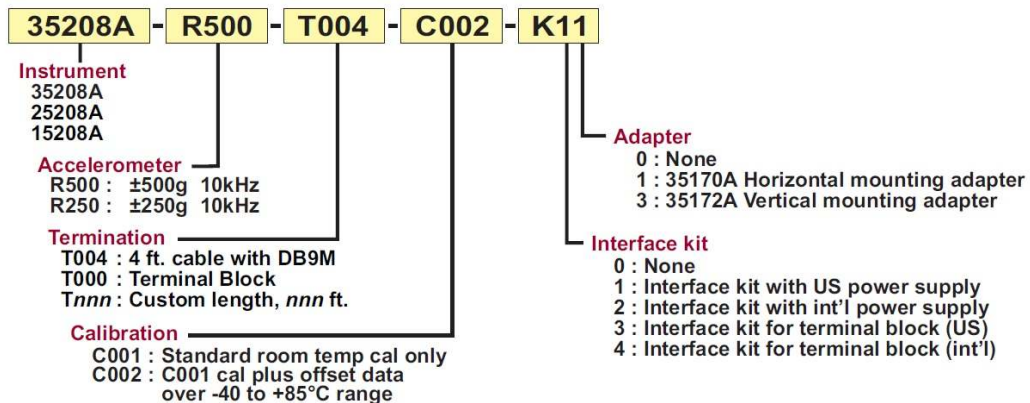 35208A - R500 - T004 - C002 - K11
Instrument
35208A
25208A
15208A
Accelerometer
R500 : ±500g 10kHz
R250 : ±250g 10kHz
Termination
T004 : 4 ft. cable with DB9M
T000 : Terminal Block
Tnnn : Custom length, nnn ft.
Calibration
C001 : Standard room temp cal only
C002 : C001 cal plus offset data
over -40 to +85°C range
Adapter
0 : None
1 : 35170A Horizontal mounting adapter
3 : 35172A Vertical mounting adapter
Interface kit
0 : None
1 : Interface kit with US power supply
2 : Interface kit with int'l power supply
3 : Interface kit for terminal block (US)
4 : Interface kit for terminal block (int'l)